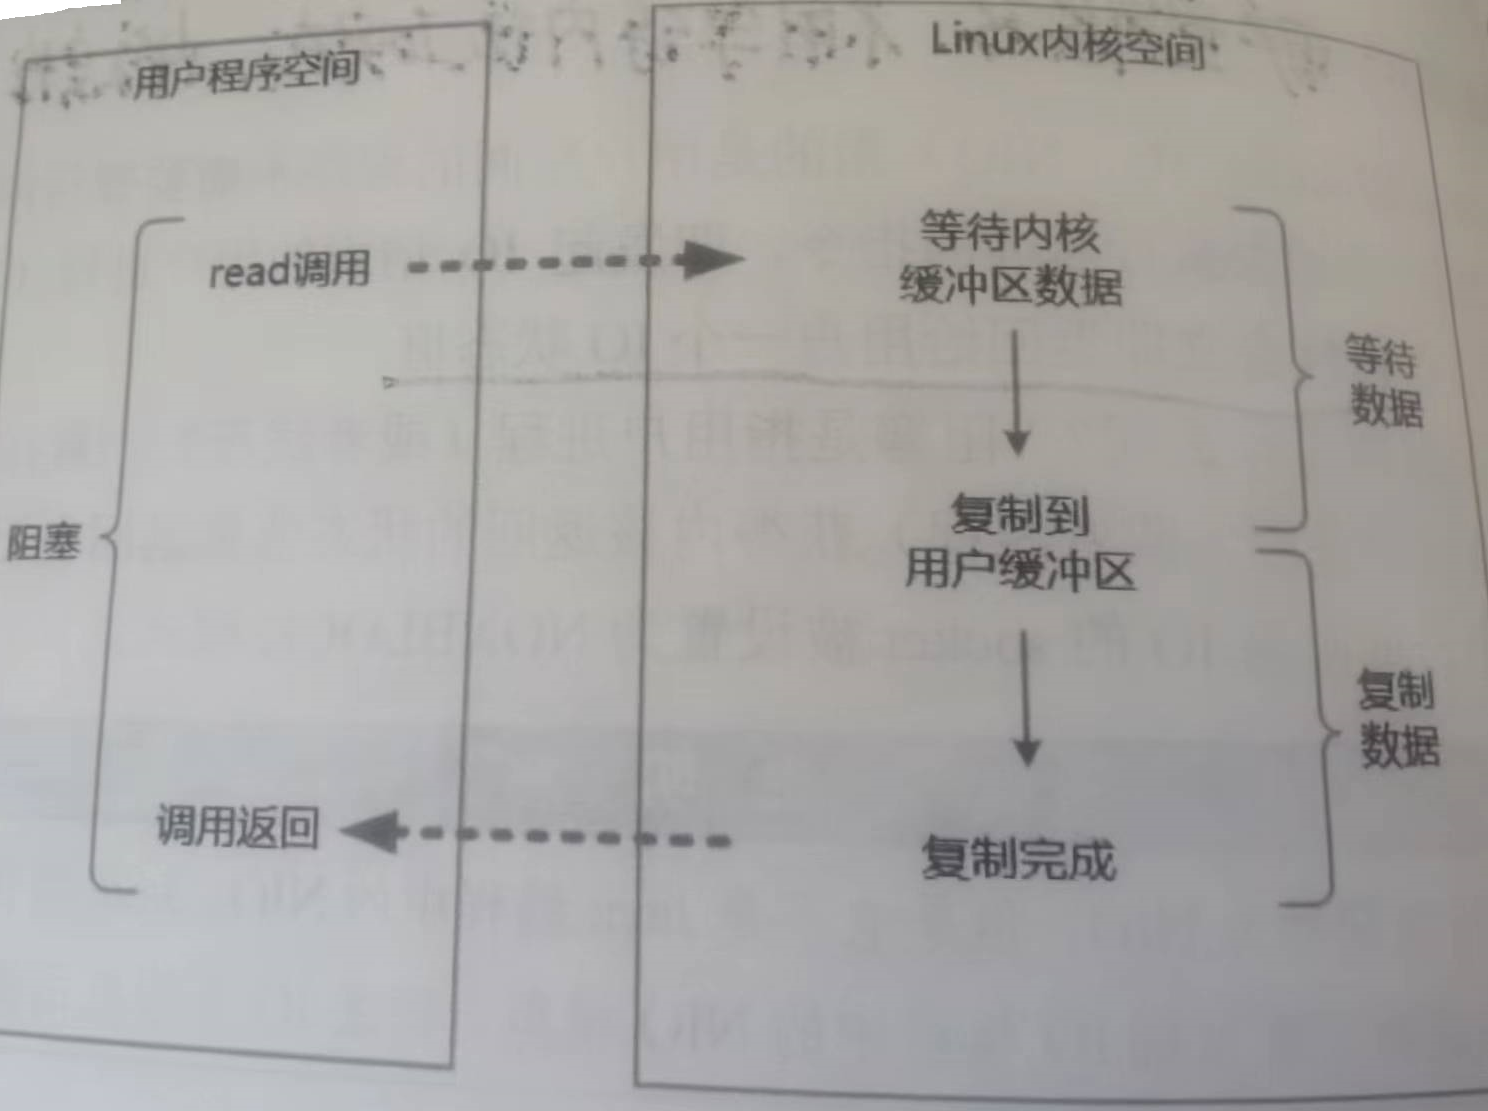 用户程序空间
Linux内核空间
read调用
等待内核
缓冲区数据
等待
数据
复制到
用户缓冲区
阻塞
复制
数据
调用返回
复制完成